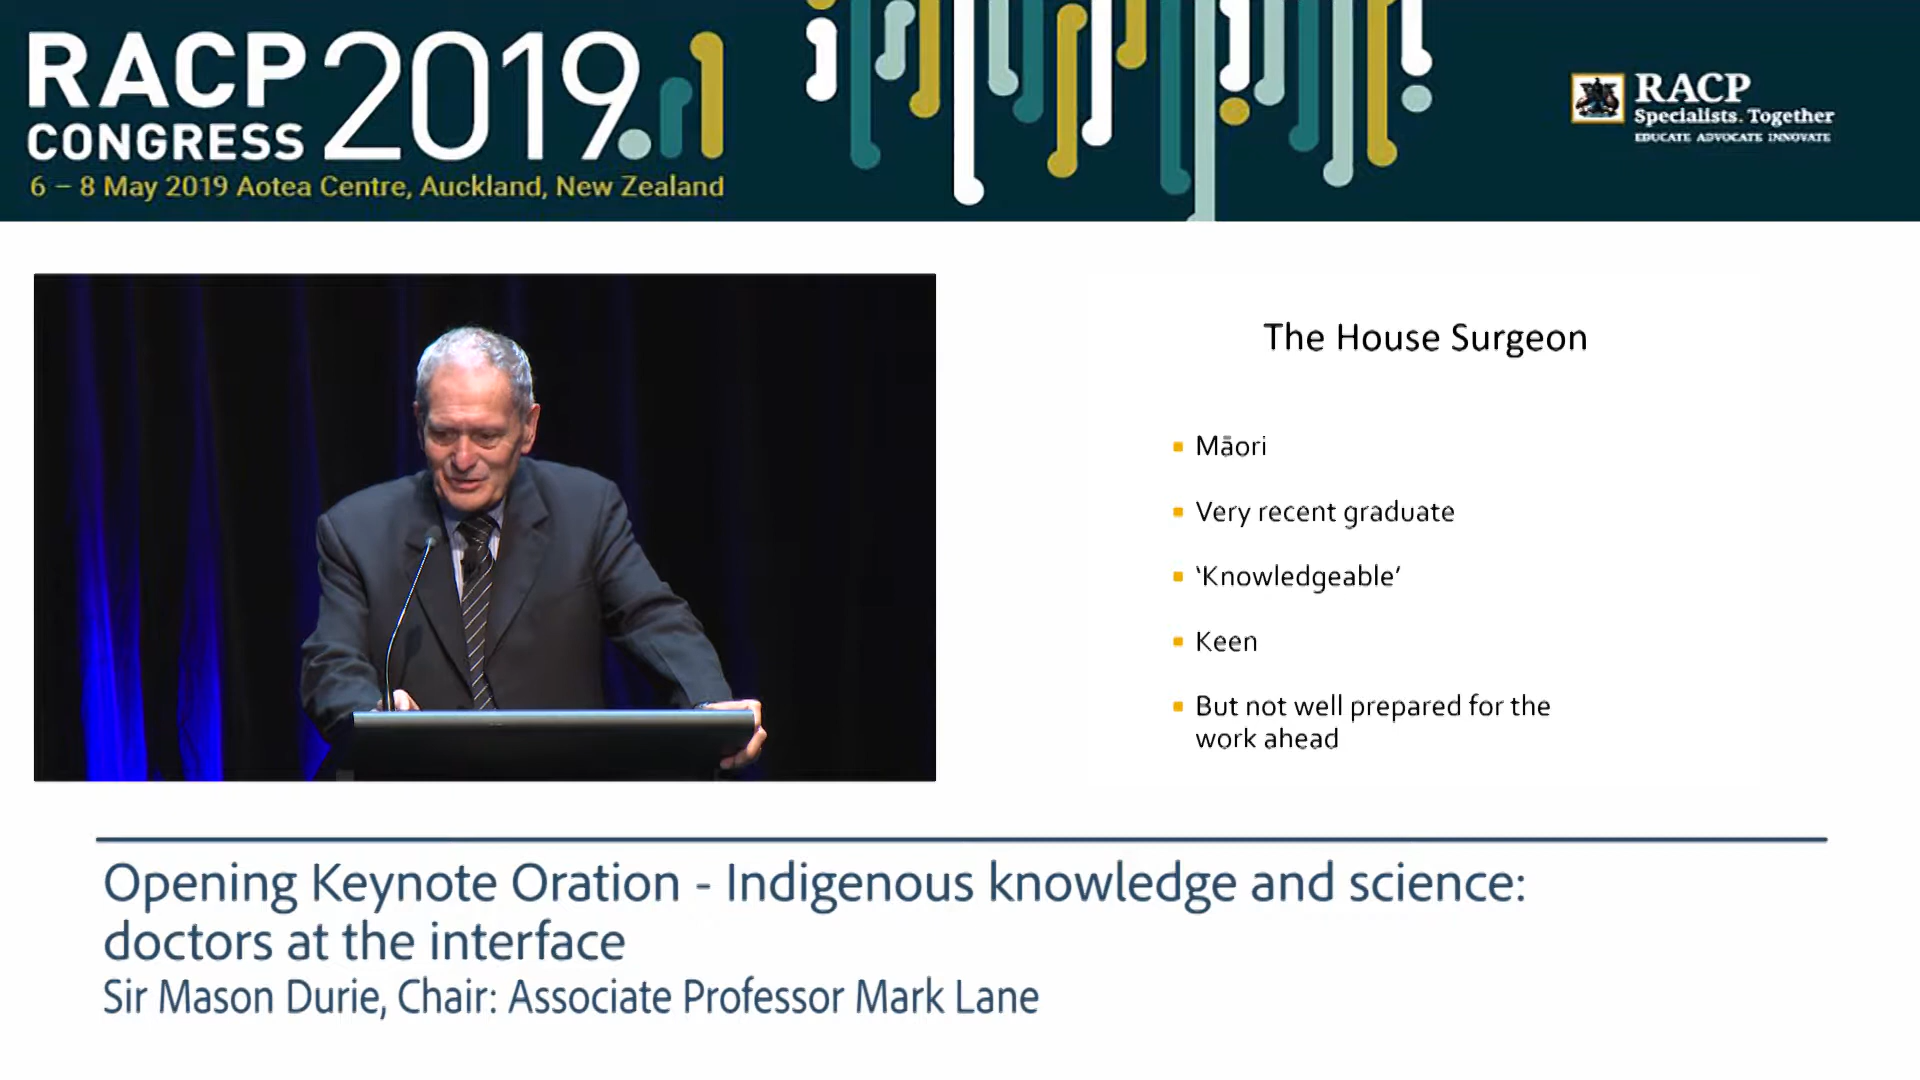 RACP
CONGRESS 2019
6 – 8 May 2019 Aotea Centre, Auckland, New Zealand
RACP
Specialists. Together
EDUCATE ADVOCATE INNOVATE
The House Surgeon
Māori
Very recent graduate
‘Knowledgeable’
Keen
But not well prepared for the
work ahead
Opening Keynote Oration - Indigenous knowledge and science:
doctors at the interface
Sir Mason Durie, Chair: Associate Professor Mark Lane